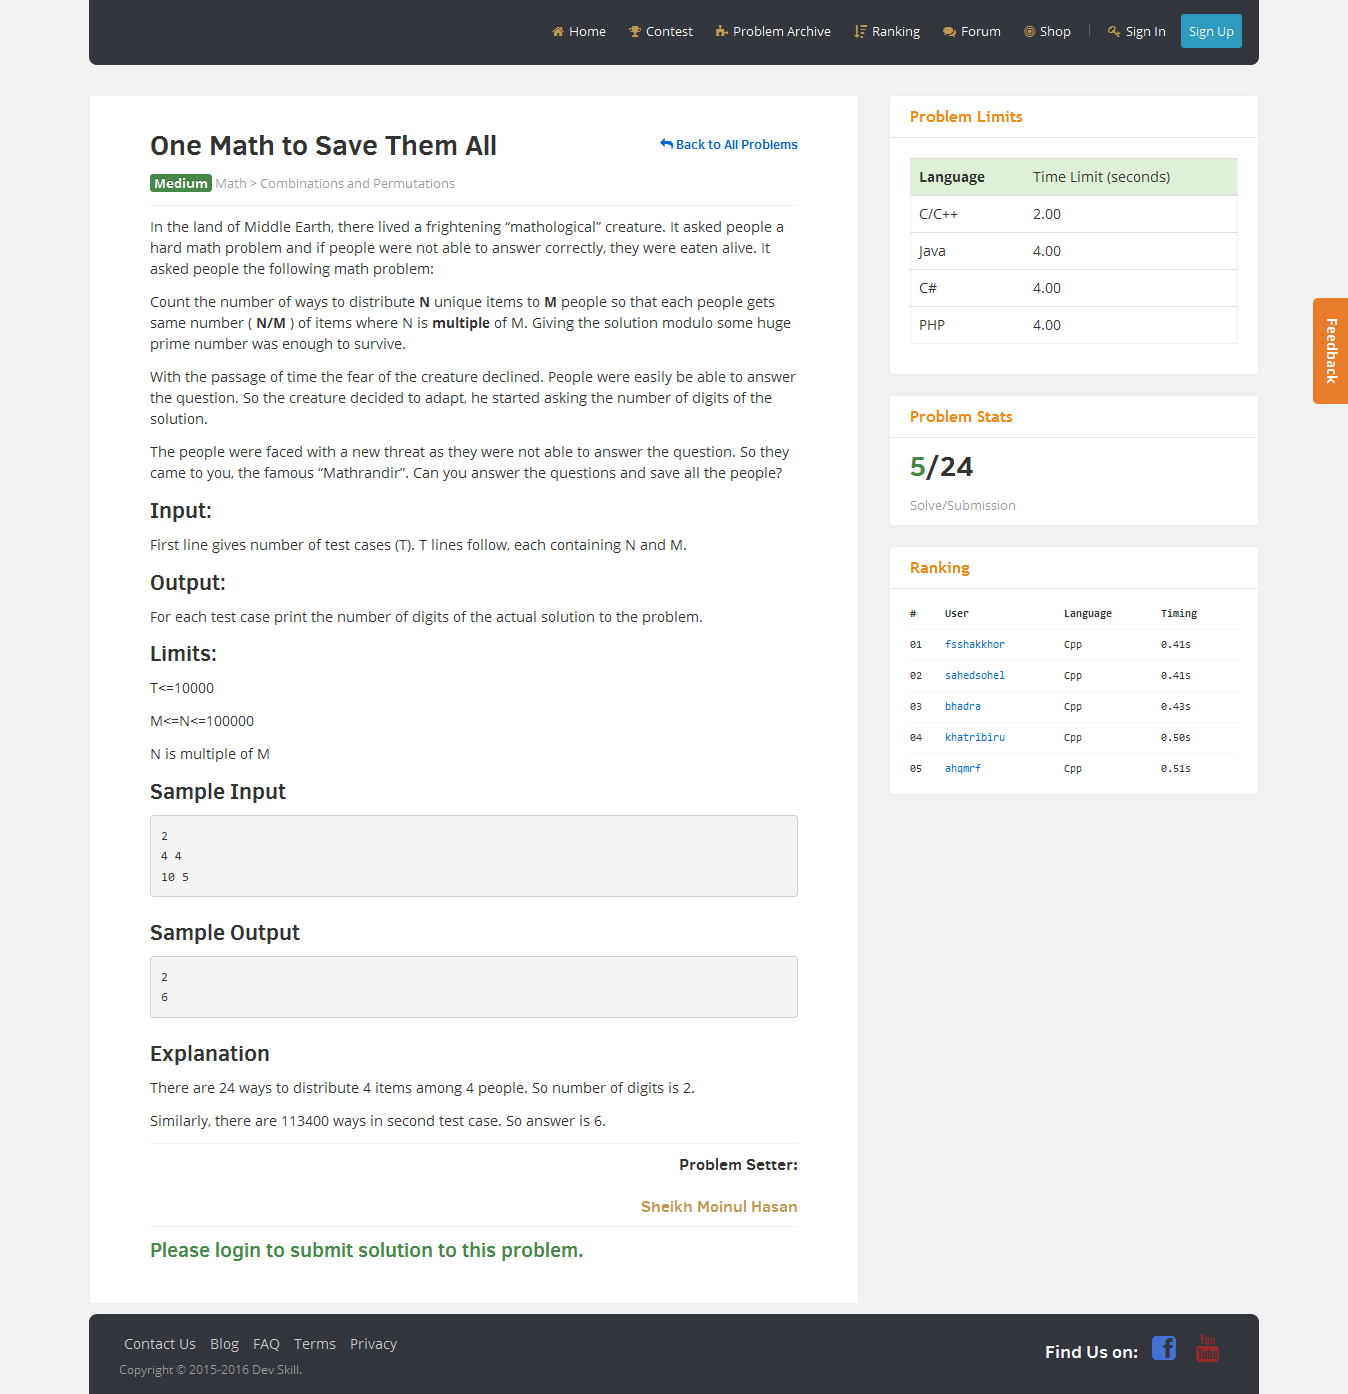 Home Contest Problem Archive Ranking Forum Shop | Sign In Sign Up
One Math to Save Them All
Back to All Problems
Medium Math > Combinations and Permutations
In the land of Middle Earth, there lived a frightening “mathological” creature. It asked people a
hard math problem and if people were not able to answer correctly, they were eaten alive. It
asked people the following math problem:
Count the number of ways to distribute N unique items to M people so that each people gets
same number ( N/M ) of items where N is multiple of M. Giving the solution modulo some huge
prime number was enough to survive.
With the passage of time the fear of the creature declined. People were easily be able to answer
the question. So the creature decided to adapt, he started asking the number of digits of the
solution.
The people were faced with a new threat as they were not able to answer the question. So they
came to you, the famous “Mathrandir”. Can you answer the questions and save all the people?
Input:
First line gives number of test cases (T). T lines follow, each containing N and M.
Output:
For each test case print the number of digits of the actual solution to the problem.
Limits:
T<=10000
M<=N<=100000
N is multiple of M
Sample Input
2
4 4
10 5
Sample Output
2
6
Explanation
There are 24 ways to distribute 4 items among 4 people. So number of digits is 2.
Similarly, there are 113400 ways in second test case. So answer is 6.
Problem Setter:
Sheikh Moinul Hasan
Please login to submit solution to this problem.
Problem Limits
Language Time Limit (seconds)
C/C++ 2.00
Java 4.00
C# 4.00
PHP 4.00
Problem Stats
5/24
Solve/Submission
Ranking
# User Language Timing
01 fsshakkhor Cpp 0.41s
02 sahedsohel Cpp 0.41s
03 bhadra Cpp 0.43s
04 khatribiru Cpp 0.50s
05 ahqmrf Cpp 0.51s
Feedback
Contact Us Blog FAQ Terms Privacy
Copyright © 2015-2016 Dev Skill.
Find Us on:
You
Tube